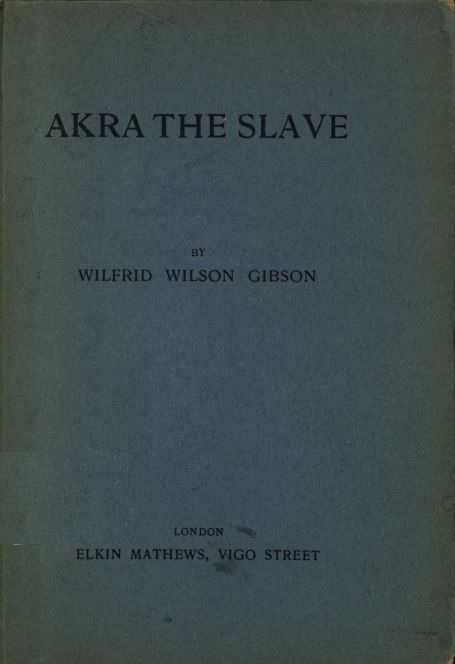 AKRA THE SLAVE
BY
WILFRID WILSON GIBSON
LONDON
ELKIN MATHEWS, VIGO STREET